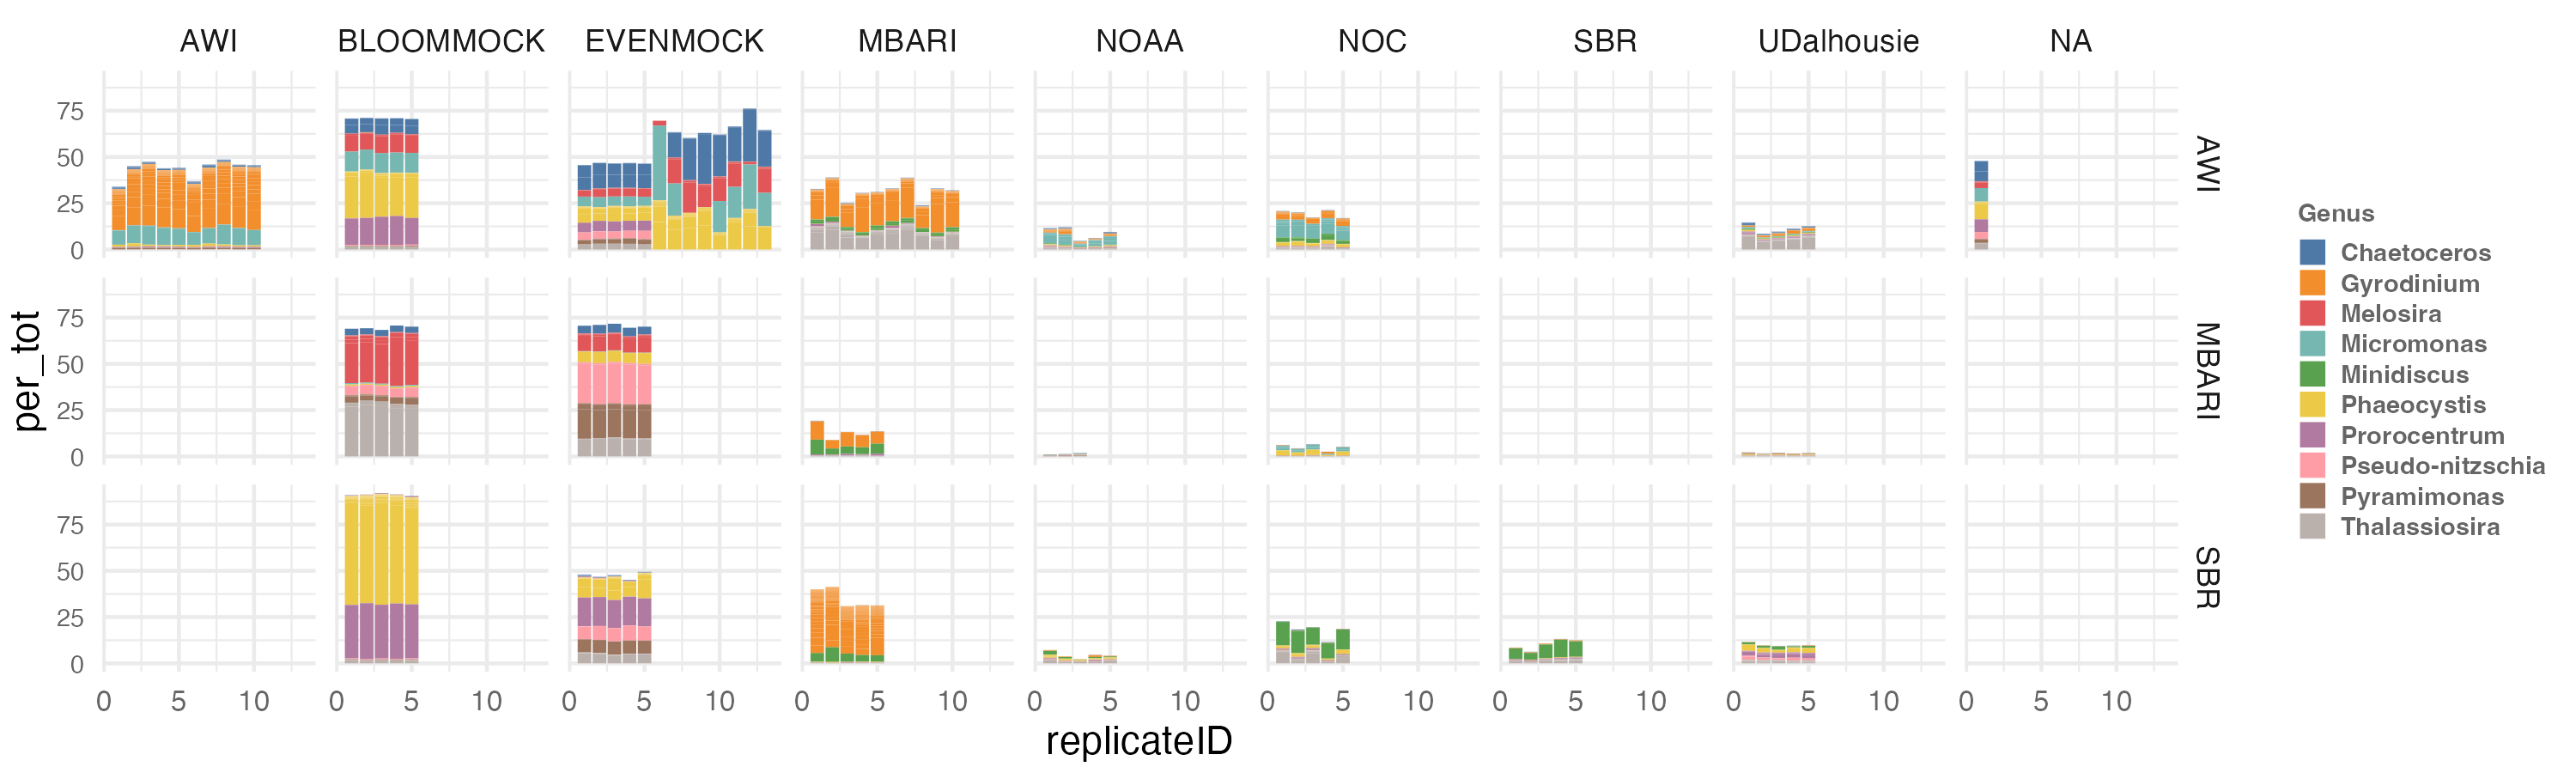 AWI BLOOMMOCK EVENMOCK MBARI NOAA NOC SBR UDalhousie NA
75
50
25
0
AWI
75
50
25
0
MBARI
75
50
25
0
SBR
per_tot
0 5 10 0 5 10 0 5 10 0 5 10 0 5 10 0 5 10 0 5 10 0 5 10 0 5 10
replicateID
Genus
Chaetoceros
Gyrodinium
Melosira
Micromonas
Minidiscus
Phaeocystis
Prorocentrum
Pseudo-nitzschia
Pyramimonas
Thalassiosira